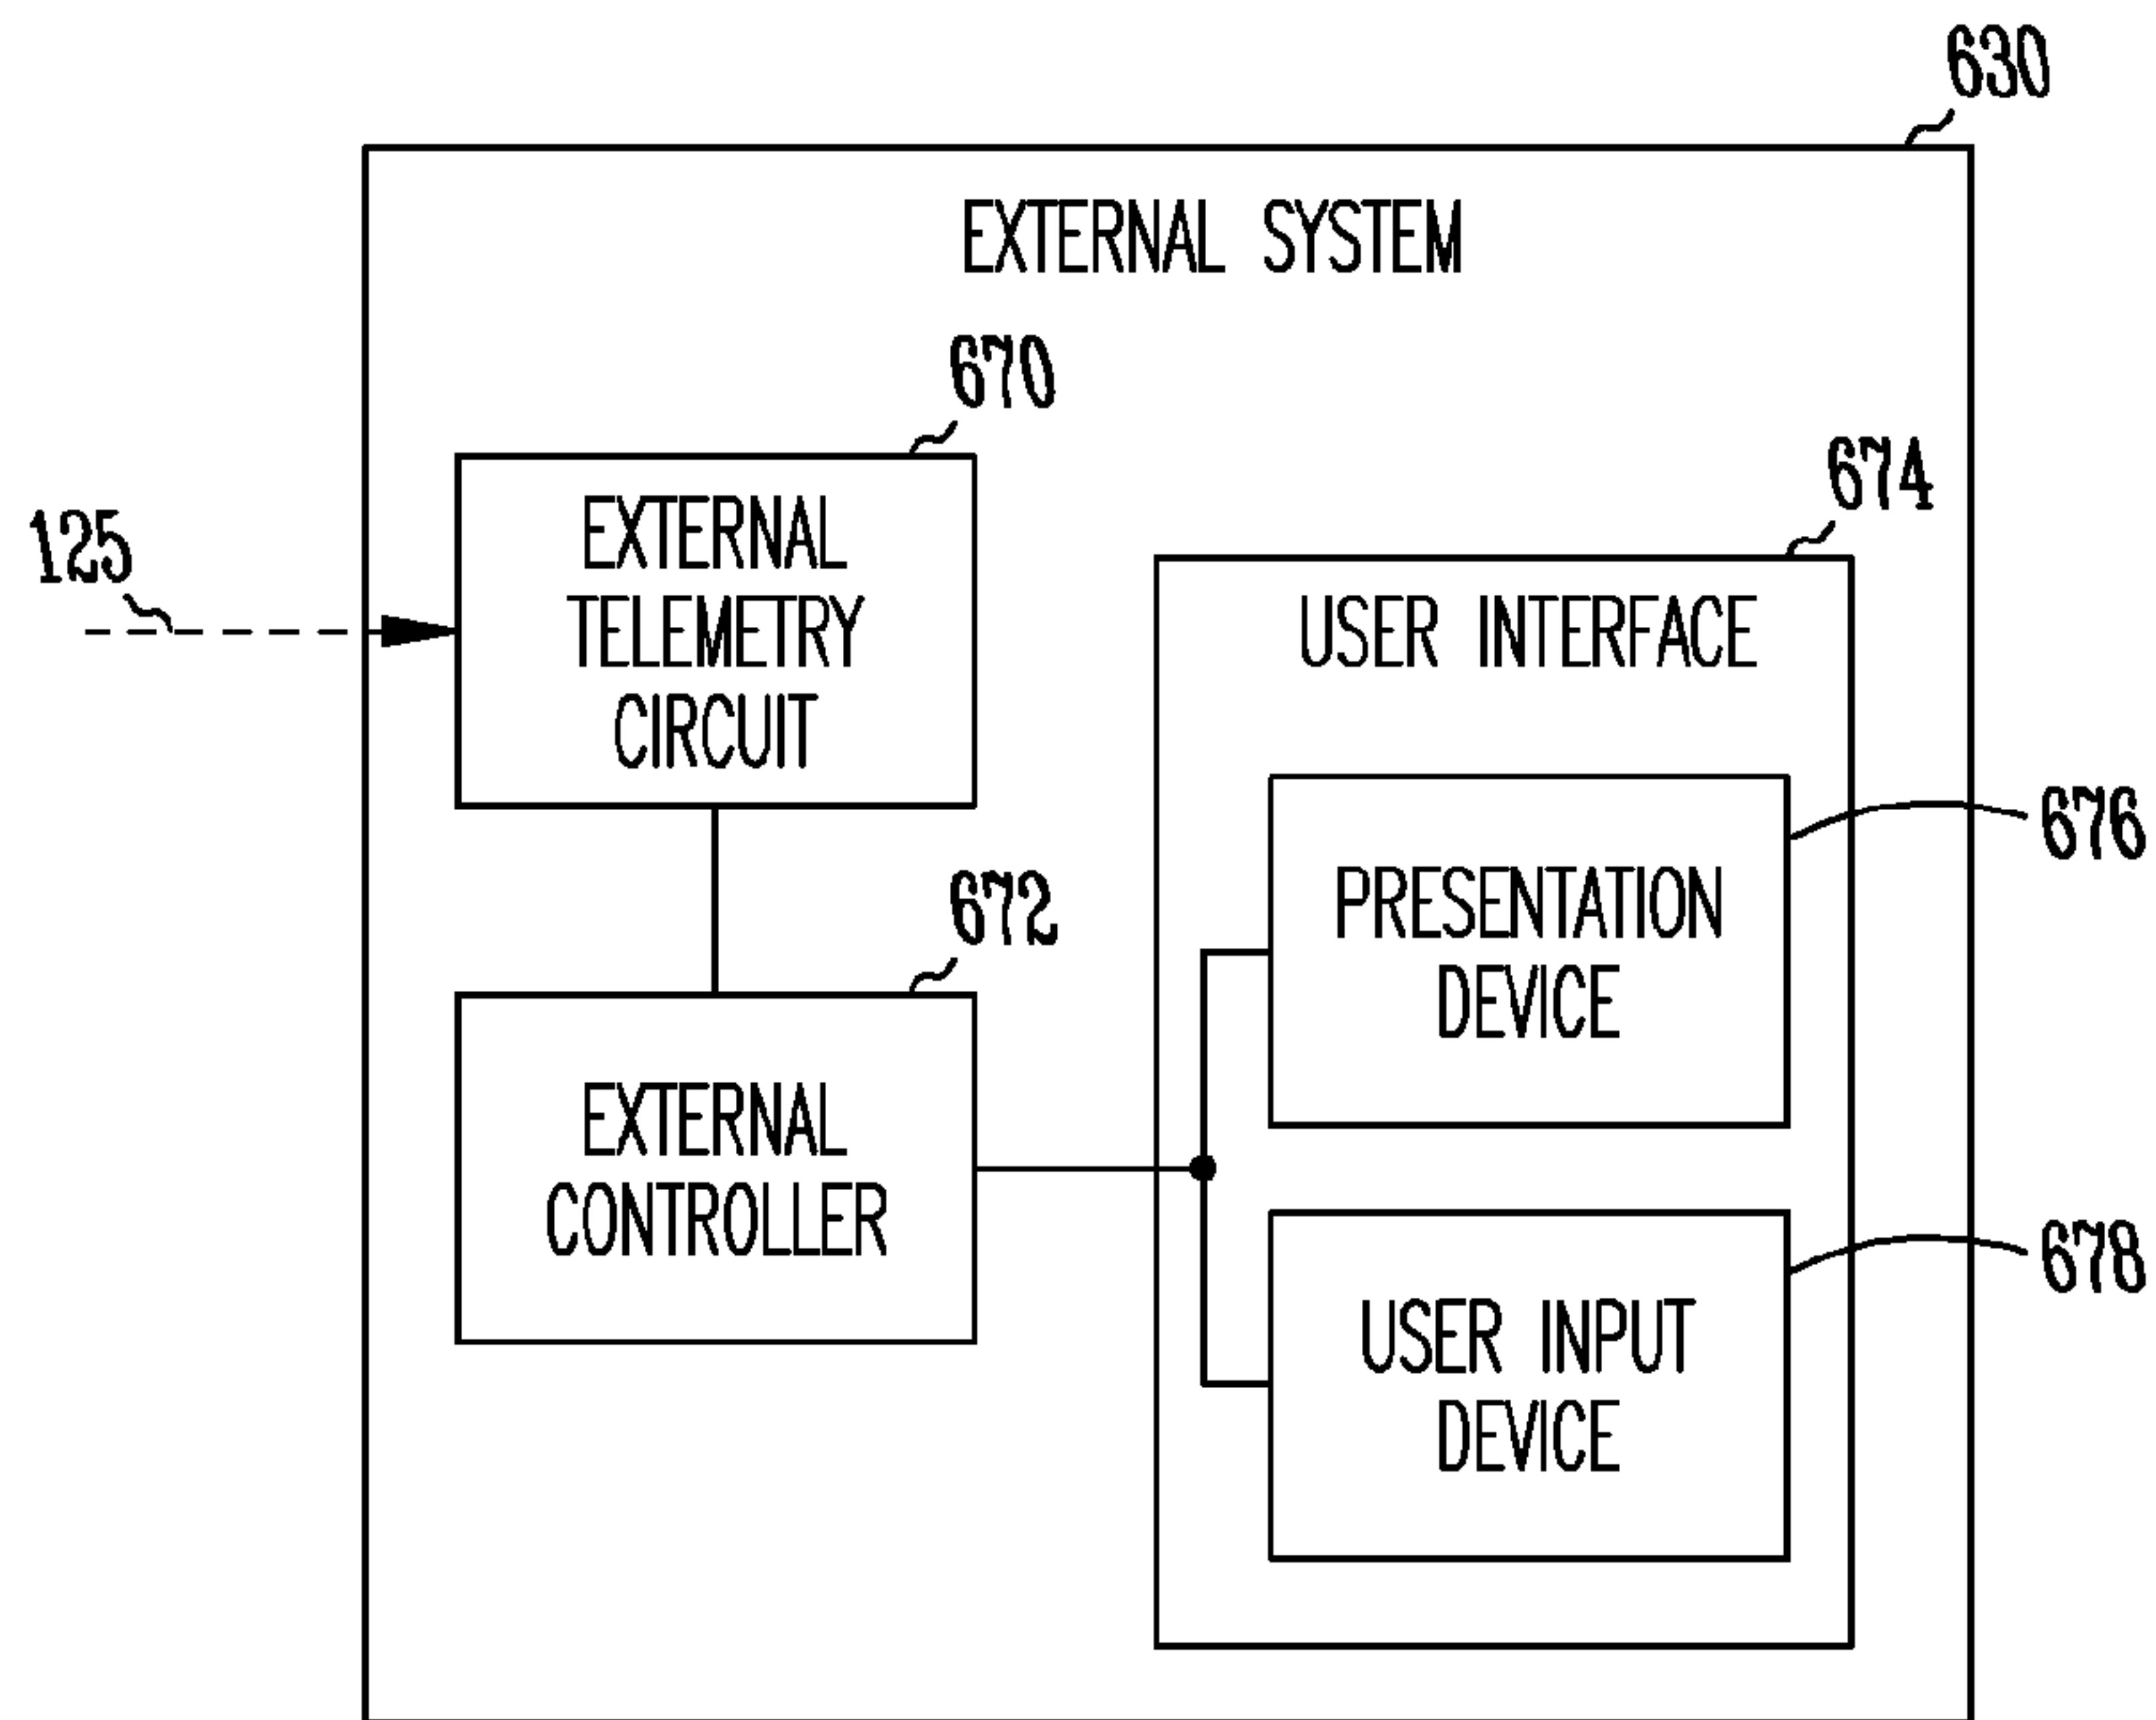 630
EXTERNAL SYSTEM
670
EXTERNAL
TELEMETRY
CIRCUIT
125
674
USER INTERFACE
676
PRESENTATION
DEVICE
672
EXTERNAL
CONTROLLER
678
USER INPUT
DEVICE